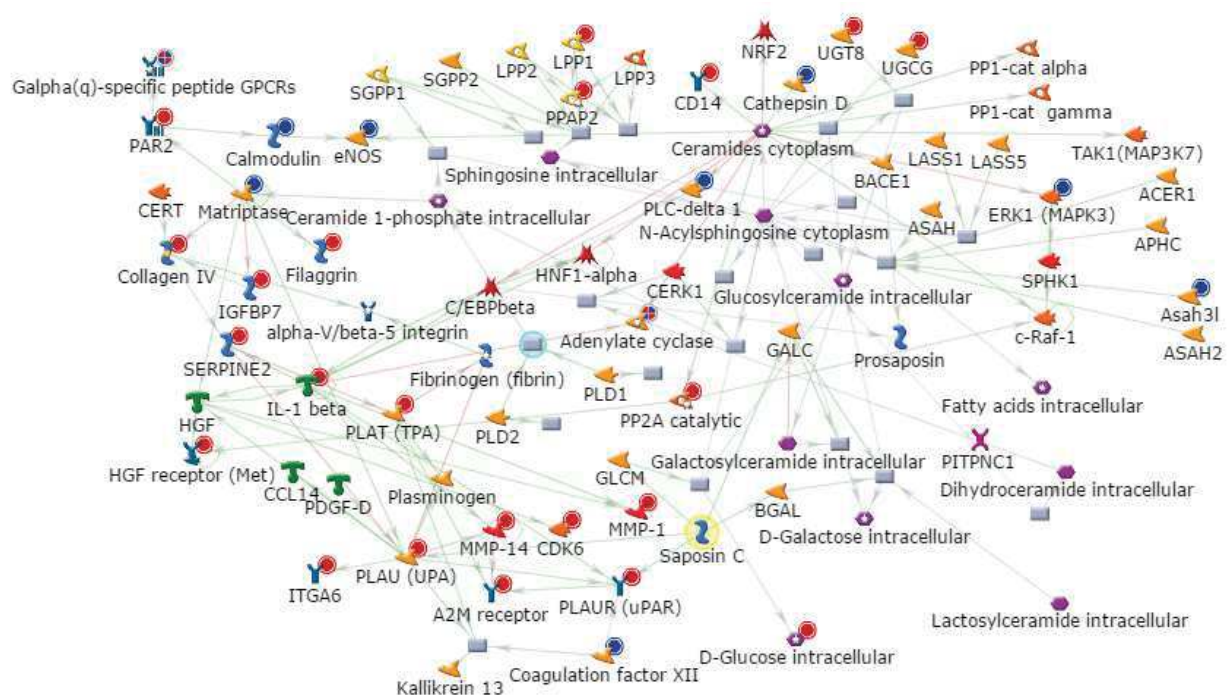 NRF2
UGT8
UGCG
PP1-cat alpha
LPP2
LPP1
LPP3
SGPP2
SGPP1
PPAP2
CD14
Cathepsin D
PP1-cat gamma
Galpha(q)-specific peptide GPCRs
PAR2
Calmodulin
eNOS
Sphingosine intracellular
Ceramides cytoplasm
BACE1
LASS1
LASS5
TAK1(MAP3K7)
CERT
Matriptase
Ceramide 1-phosphate intracellular
PLC-delta 1
N-Acylsphingosine cytoplasm
ASAH
ERK1 (MAPK3)
ACER1
APHC
Collagen IV
Filaggrin
IGFBP7
alpha-V/beta-5 integrin
C/EBPbeta
HNF1-alpha
CERK1
Glucosylceramide intracellular
SPHK1
Asah3l
SERPINE2
Fibrinogen (fibrin)
Adenylate cyclase
GALC
Prosaposin
c-Raf-1
ASAH2
HGF
IL-1 beta
PLAT (TPA)
PLD2
PLD1
PP2A catalytic
Fatty acids intracellular
HGF receptor (Met)
CCL14
PDGF-D
Plasminogen
GLCM
Galactosylceramide intracellular
PITPNC1
Dihydroceramide intracellular
MMP-14
CDK6
MMP-1
Saposin C
BGAL
D-Galactose intracellular
ITGA6
PLAU (UPA)
A2M receptor
PLAUR (uPAR)
Lactosylceramide intracellular
Kallikrein 13
Coagulation factor XII
D-Glucose intracellular